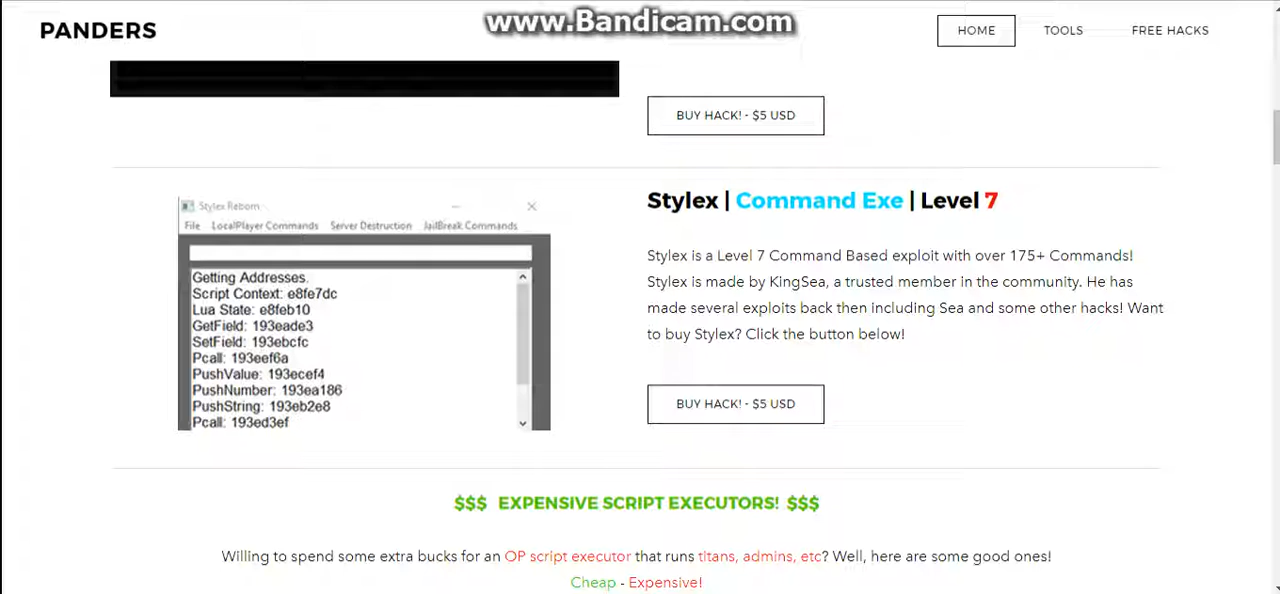 www.Bandicam.com
PANDERS
HOME
TOOLS
FREE HACKS
BUY HACK! - $5 USD
Stylex Reborn
File LocalPlayer Commands Server Destruction JailBreak Commands
Getting Addresses.
Script Context: e8fe7dc
Lua State: e8feb10
GetField: 193eade3
SetField: 193ebcfc
Pcall: 193eef6a
PushValue: 193ecef4
PushNumber: 193ea186
PushString: 193eb2e8
Pcall: 193ed3ef
Stylex | Command Exe | Level 7
Stylex is a Level 7 Command Based exploit with over 175+ Commands!
Stylex is made by KingSea, a trusted member in the community. He has
made several exploits back then including Sea and some other hacks! Want
to buy Stylex? Click the button below!
BUY HACK! - $5 USD
$$$ EXPENSIVE SCRIPT EXECUTORS! $$$
Willing to spend some extra bucks for an OP script executor that runs titans, admins, etc? Well, here are some good ones!
Cheap - Expensive!